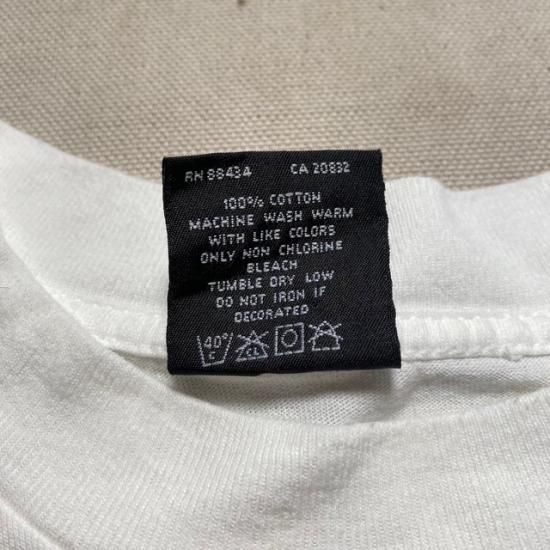 RN 88434 CA 20832
100% COTTON
MACHINE WASH WARM
WITH LIKE COLORS
ONLY NON CHLORINE
BLEACH
TUMBLE DRY LOW
DO NOT IRON IF
DECORATED
40° C CL